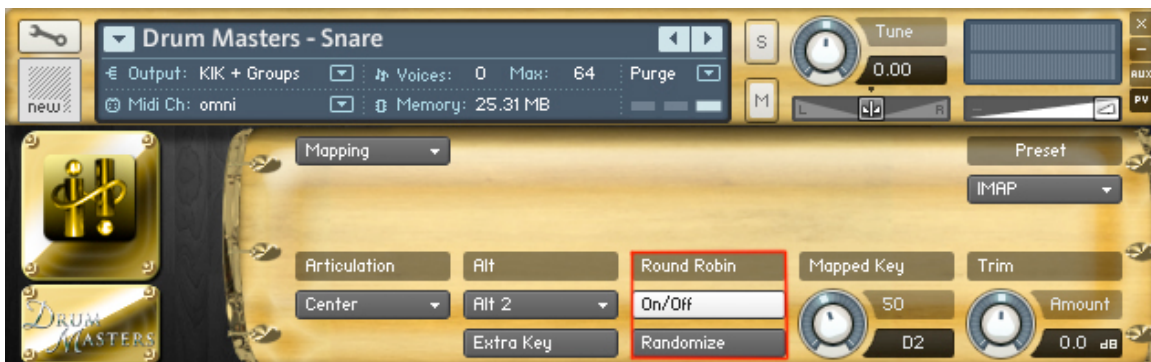 Drum Masters - Snare
S
Tune
Output: KIK + Groups
Voices: 0 Max: 64
Purge
0.00
AUX
new
Midi Ch: omni
Memory: 25.31 MB
M
L
R
PV
Mapping
Preset
IMAP
Articulation
Alt
Round Robin
Mapped Key
Trim
Center
Alt 2
On/Off
50
Amount
DRUM MASTERS
Extra Key
Randomize
D2
0.0 dB